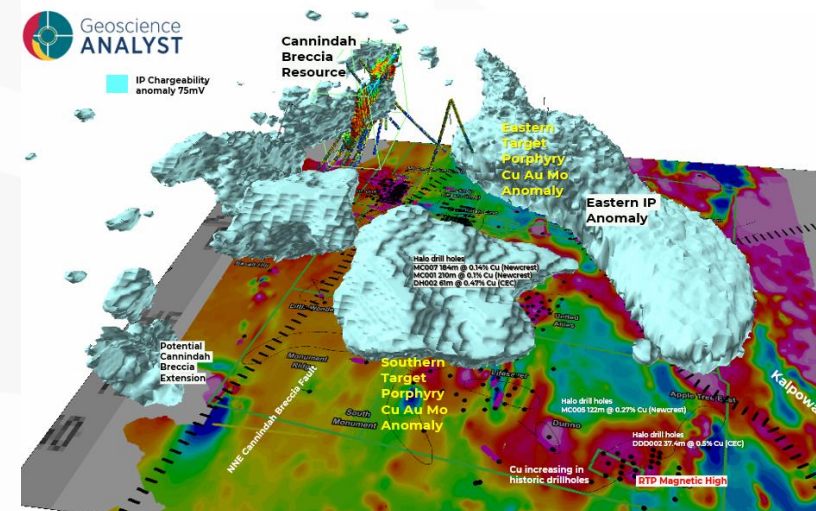 Geoscience
ANALYST
IP Chargeability
anomaly 75mV
Cannindah
Breccia
Resource
Eastern
Target
Porphyry
Cu Au Mo
Anomaly
Eastern IP
Anomaly
Halo drill holes
MC007 184m @ 0.14% Cu (Newcrest)
MC001 210m @ 0.1% Cu (Newcrest)
DH002 61m @ 0.47% Cu (CEC)
United
Allies
Potential
Cannindah
Breccia
Extension
Monument
Southern
Target
Porphyry
Cu Au Mo
Anomaly
Lifesaver
Apple Tree East
Kalpowa
NNE Cannindah Breccia Fault
South
Monument
Dunno
Halo drill holes
MC005 122m @ 0.27% Cu (Newcrest)
Halo drill holes
DDD002 37.4m @ 0.5% Cu (CEC)
Cu increasing in
historic drillholes
RTP Magnetic High